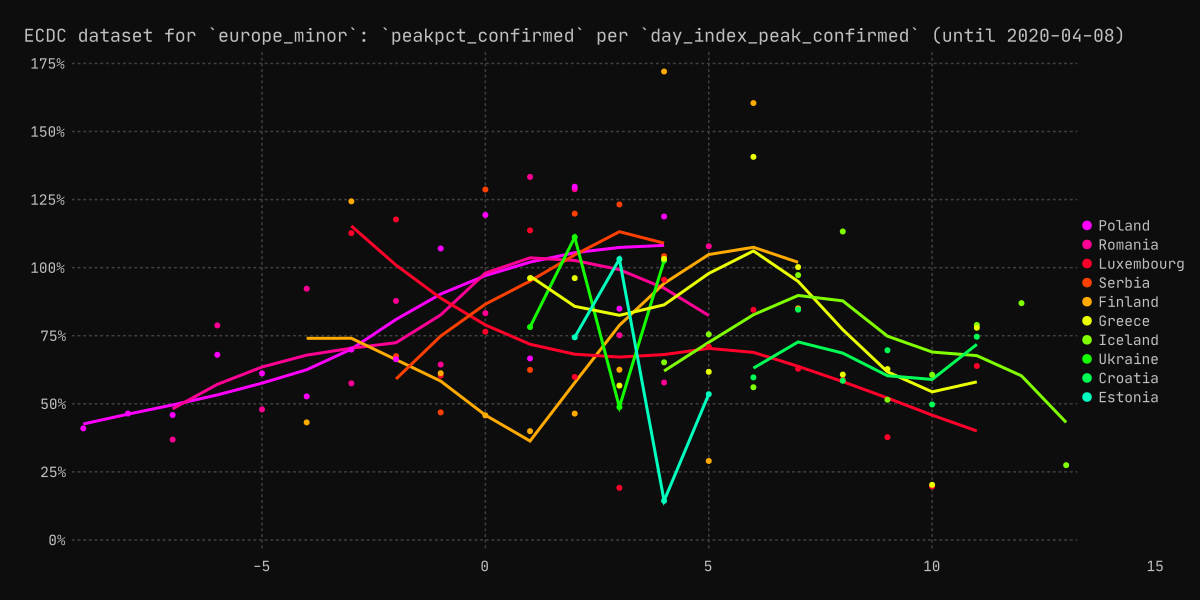 ECDC dataset for `europe_minor`: `peakpct_confirmed` per `day_index_peak_confirmed` (until 2020-04-08)
175%
150%
125%
100%
75%
50%
25%
0%
-5
0
5
10
15
Poland
Romania
Luxembourg
Serbia
Finland
Greece
Iceland
Ukraine
Croatia
Estonia